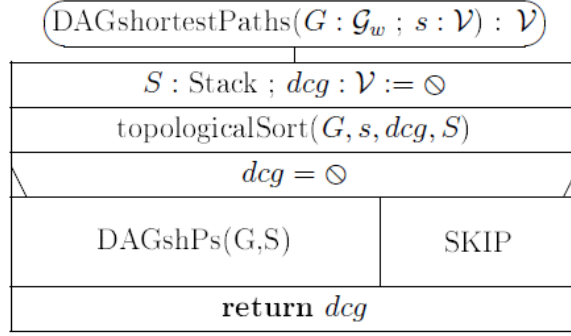 DAGshortestPaths(G : 𝒢_w ; s : 𝒱) : 𝒱
S : Stack ; dcg : 𝒱 := ⦸
topologicalSort(G, s, dcg, S)
dcg = ⦸
DAGshPs(G,S)
SKIP
return dcg